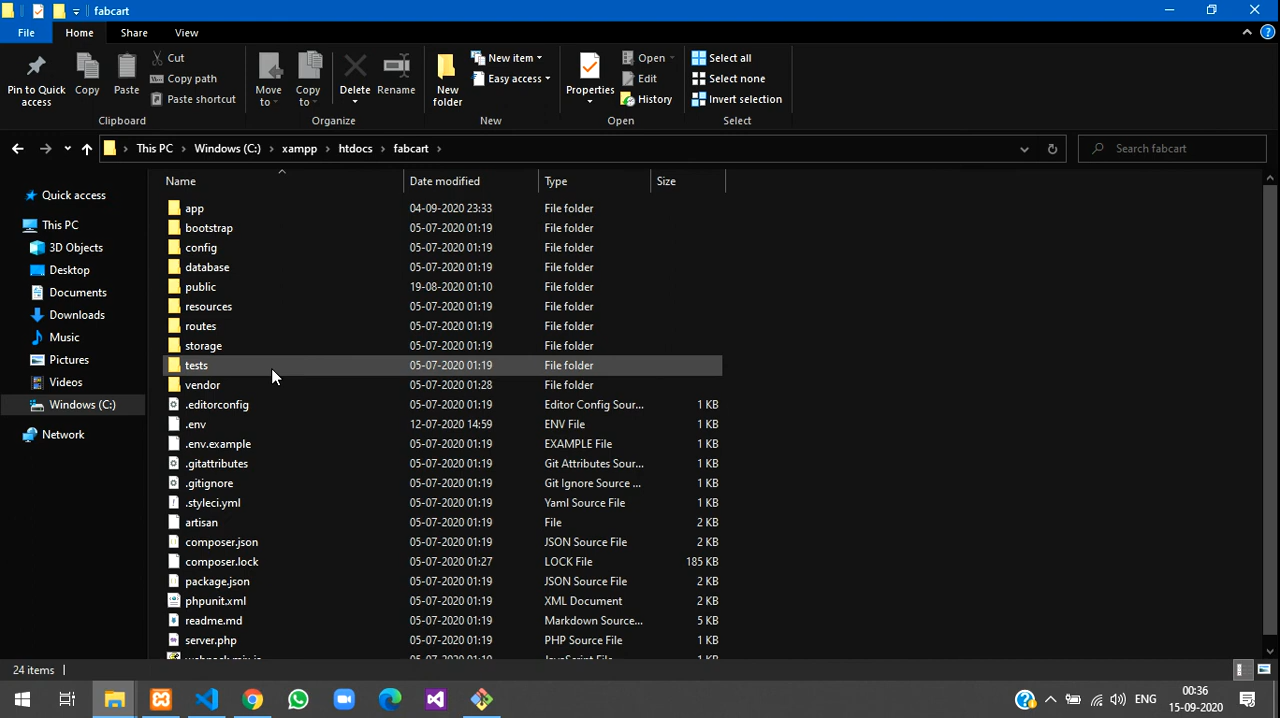 fabcart
File Home Share View
Pin to Quick access
Copy
Paste
Cut
Copy path
Paste shortcut
Clipboard
Move to
Copy to
Delete
Rename
Organize
New folder
New item
Easy access
New
Properties
Open
Edit
History
Open
Select all
Select none
Invert selection
Select
This PC > Windows (C:) > xampp > htdocs > fabcart >
Search fabcart
Quick access
This PC
3D Objects
Desktop
Documents
Downloads
Music
Pictures
Videos
Windows (C:)
Network
Name Date modified Type Size
app 04-09-2020 23:33 File folder
bootstrap 05-07-2020 01:19 File folder
config 05-07-2020 01:19 File folder
database 05-07-2020 01:19 File folder
public 19-08-2020 01:10 File folder
resources 05-07-2020 01:19 File folder
routes 05-07-2020 01:19 File folder
storage 05-07-2020 01:19 File folder
tests 05-07-2020 01:19 File folder
vendor 05-07-2020 01:28 File folder
.editorconfig 05-07-2020 01:19 Editor Config Sour... 1 KB
.env 12-07-2020 14:59 ENV File 1 KB
.env.example 05-07-2020 01:19 EXAMPLE File 1 KB
.gitattributes 05-07-2020 01:19 Git Attributes Sour... 1 KB
.gitignore 05-07-2020 01:19 Git Ignore Source ... 1 KB
.styleci.yml 05-07-2020 01:19 Yaml Source File 1 KB
artisan 05-07-2020 01:19 File 2 KB
composer.json 05-07-2020 01:19 JSON Source File 2 KB
composer.lock 05-07-2020 01:27 LOCK File 185 KB
package.json 05-07-2020 01:19 JSON Source File 2 KB
phpunit.xml 05-07-2020 01:19 XML Document 2 KB
readme.md 05-07-2020 01:19 Markdown Source... 5 KB
server.php 05-07-2020 01:19 PHP Source File 1 KB
24 items
ENG
00:36
15-09-2020